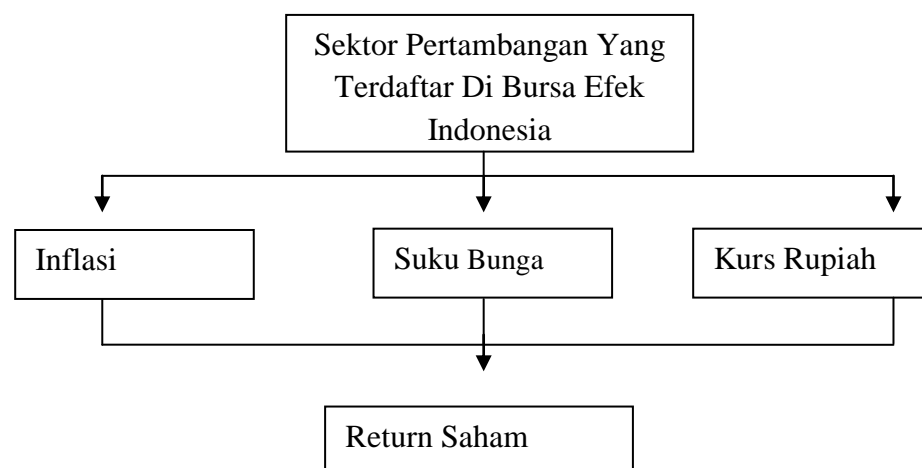 Sektor Pertambangan Yang
Terdaftar Di Bursa Efek
Indonesia
Inflasi
Suku Bunga
Kurs Rupiah
Return Saham